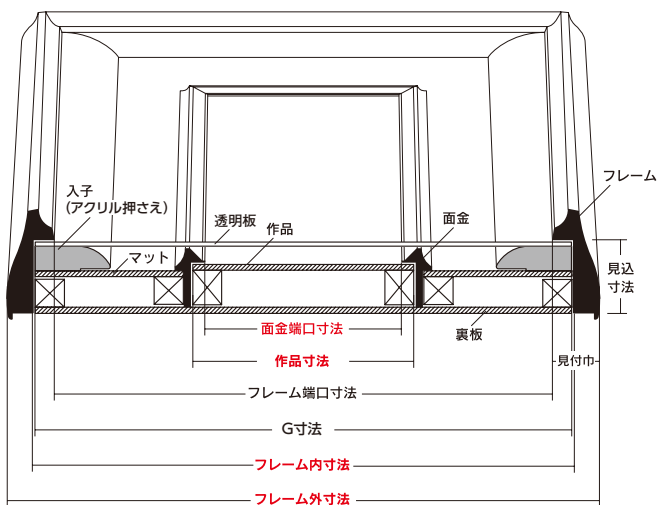 フレーム
入子
(アクリル押さえ)
透明板
作品
面金
マット
見込
寸法
面金端口寸法
裏板
作品寸法
見付巾
フレーム端口寸法
G寸法
フレーム内寸法
フレーム外寸法